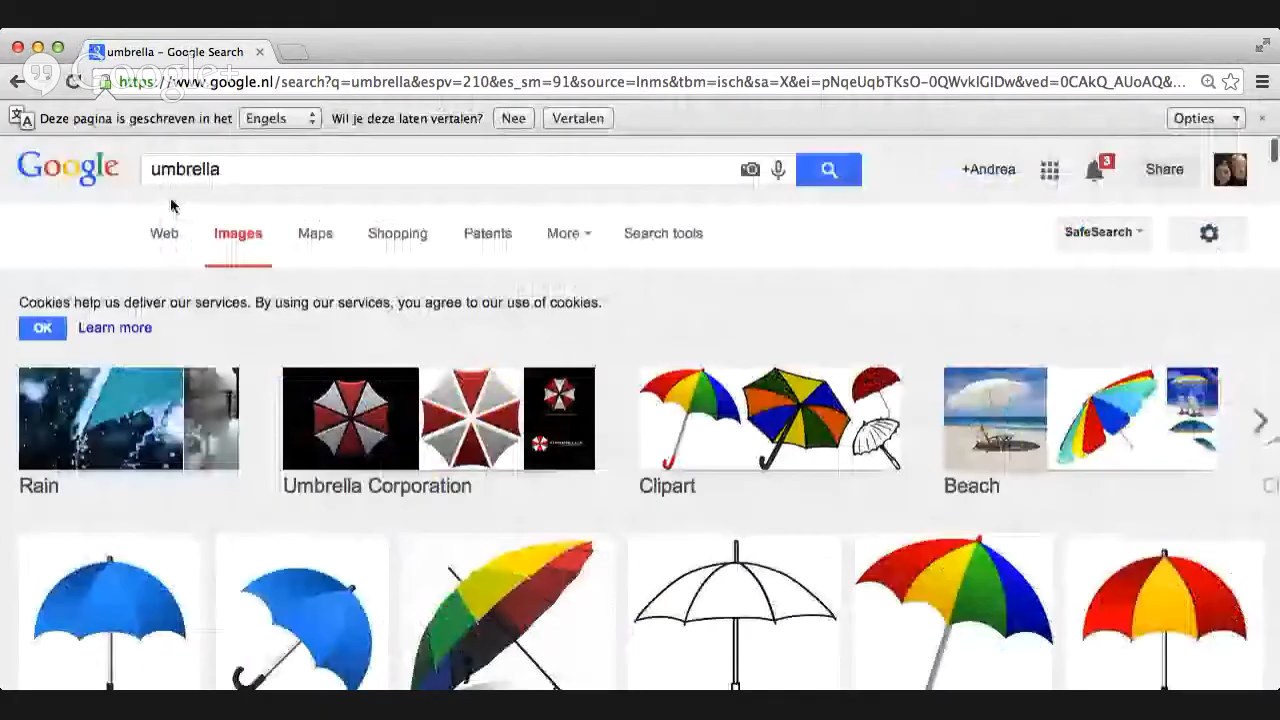 umbrella - Google Search
Google+
https://www.google.nl/search?q=umbrella&espv=210&es_sm=91&source=lnms&tbm=isch&sa=X&ei=pNqeUqbTKsO-0QWvkIGIDw&ved=0CAkQ_AUoAQ&...
Deze pagina is geschreven in het Engels Wil je deze laten vertalen? Nee Vertalen Opties
Google umbrella +Andrea 3 Share
Web Images Maps Shopping Patents More Search tools SafeSearch
Cookies help us deliver our services. By using our services, you agree to our use of cookies.
OK Learn more
Rain Umbrella Corporation Clipart Beach